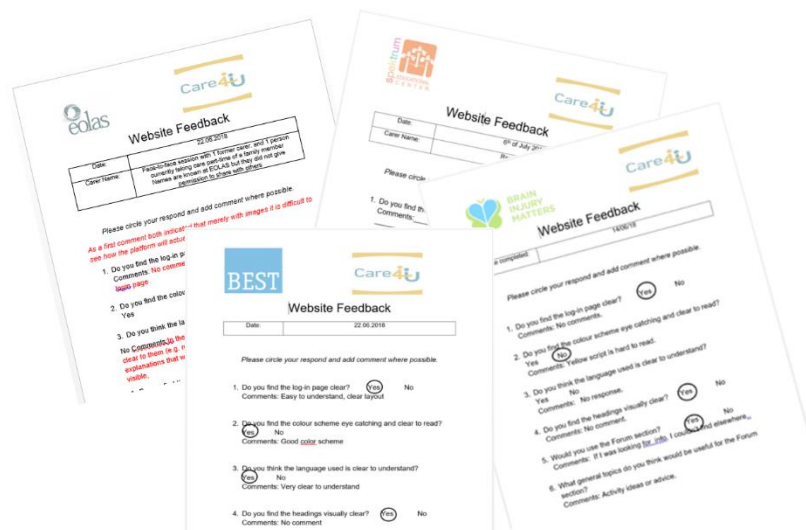 eolas
Care4U
Website Feedback
Date: 22.06.2018
Carer Name: Face-to-face session with 1 former carer, and 1 person
currently taking care part-time of a family member
Names are known at EOLAS but they did not give
permission to share with others
Please circle your respond and add comment where possible.
As a first comment both indicated that merely with images it is difficult to
see how the platform will actua
1. Do you find the log-in p
Comments: No comme
login page
2. Do you find the colou
Yes
3. Do you think the la
No Comments: In the
clear to them (e.g. r
explanations that w
visible.
spektrum
EDUCATIONAL
CENTER
Care4U
Website Feedback
Date: 6th of July 20
Carer Name:
Please circle
1. Do you find th
Comments:
BRAIN
INJURY
MATTERS
Care4U
Website Feedback
completed: 14/06/18
Please circle your respond and add comment where possible.
1. Do you find the log-in page clear? Yes No
Comments: No comments.
2. Do you find the colour scheme eye catching and clear to read?
Yes No
Comments: Yellow script is hard to read.
3. Do you think the language used is clear to understand?
Yes No
Comments: No response.
4. Do you find the headings visually clear? Yes No
Comments: No comment.
5. Would you use the Forum section? Yes No
Comments: If I was looking for info I couldn't find elsewhere
6. What general topics do you think would be useful for the Forum
section?
Comments: Activity ideas or advice.
BEST
Care4U
Website Feedback
Date: 22.06.2018
Please circle your respond and add comment where possible.
1. Do you find the log-in page clear? Yes No
Comments: Easy to understand, clear layout
2. Do you find the colour scheme eye catching and clear to read?
Yes No
Comments: Good color scheme
3. Do you think the language used is clear to understand?
Yes No
Comments: Very clear to understand
4. Do you find the headings visually clear? Yes No
Comments: No comment